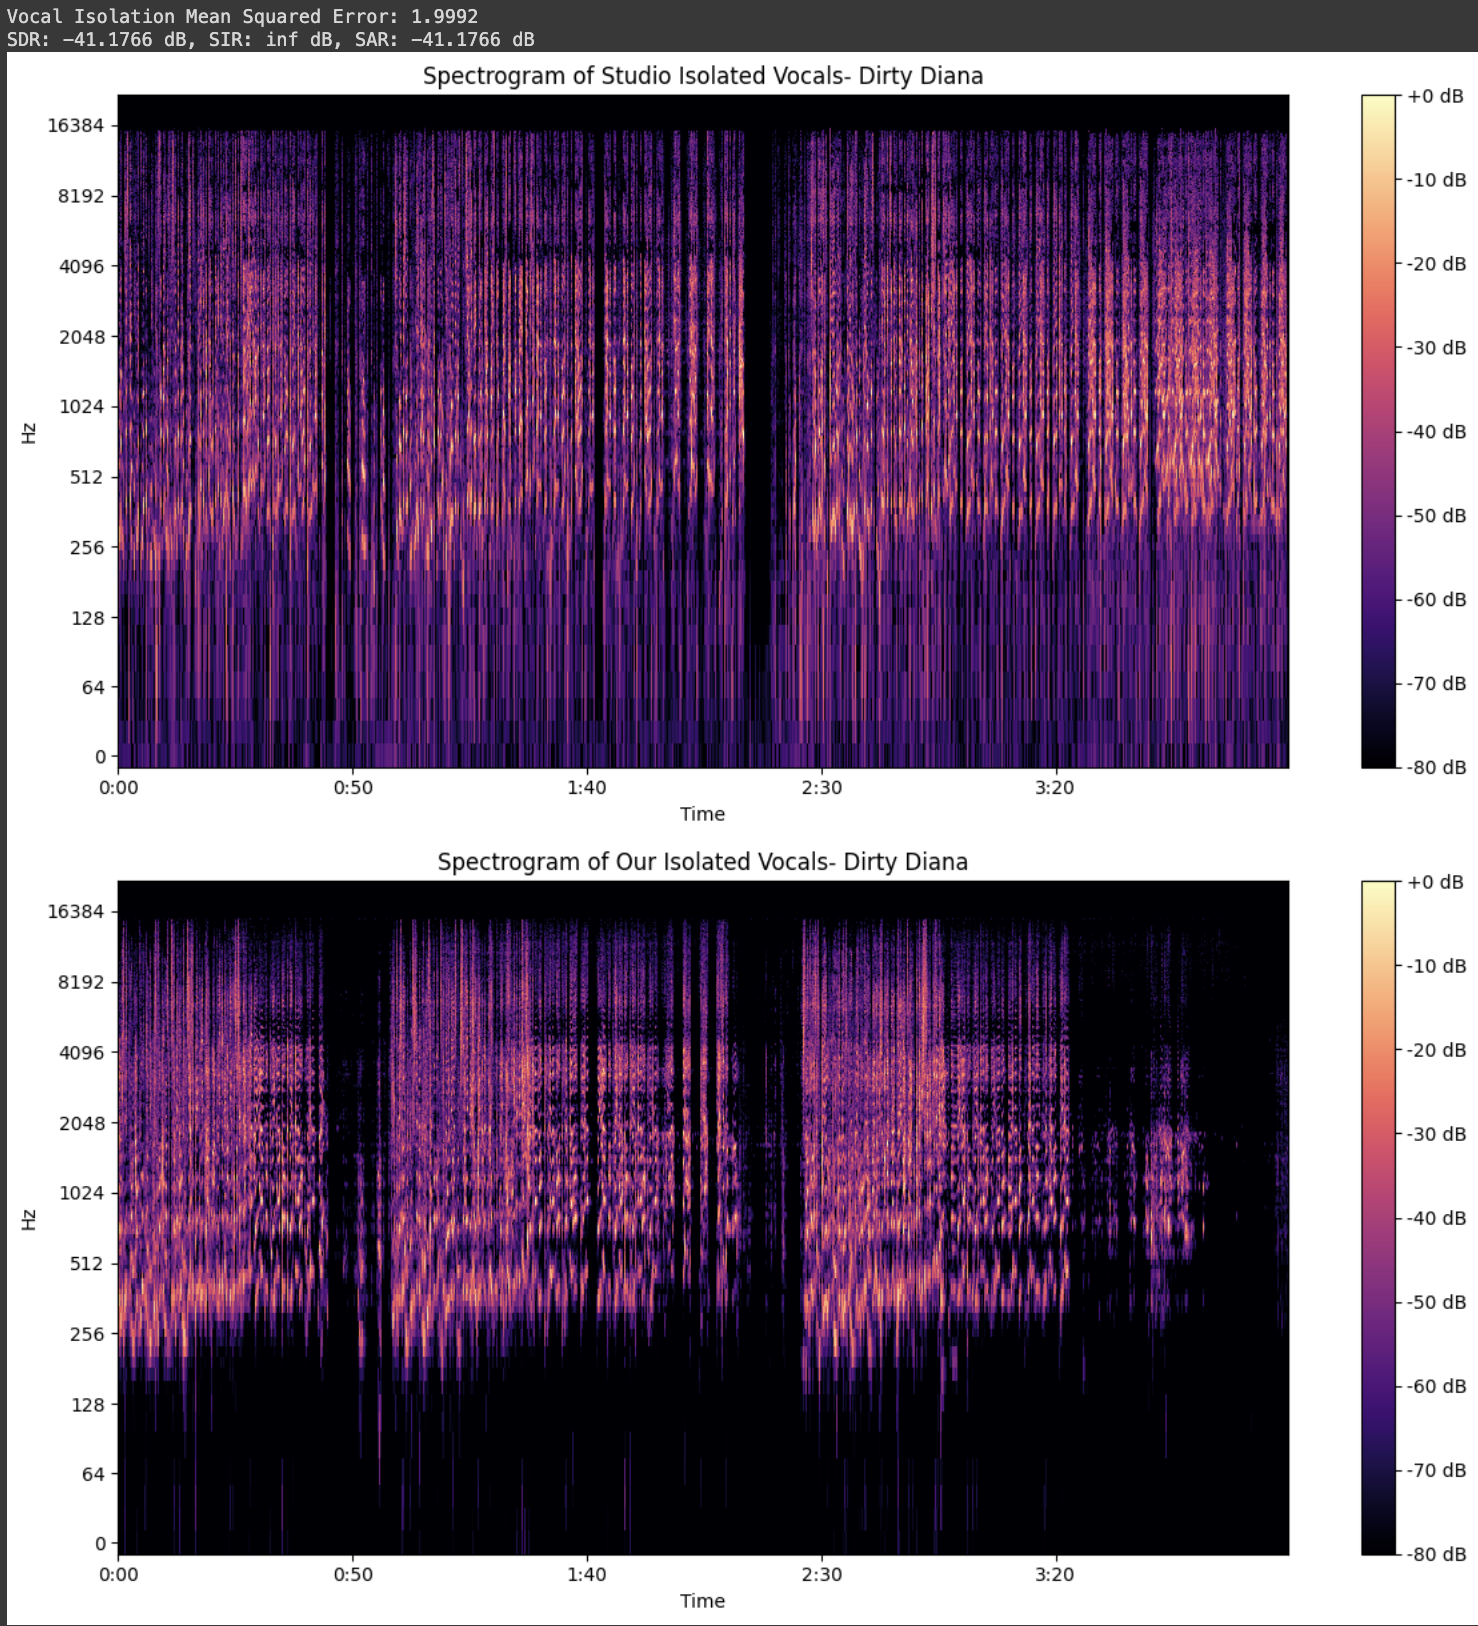 Vocal Isolation Mean Squared Error: 1.9992
SDR: -41.1766 dB, SIR: inf dB, SAR: -41.1766 dB
Spectrogram of Studio Isolated Vocals- Dirty Diana
16384
8192
4096
2048
1024
512
256
128
64
0
Hz
0:00 0:50 1:40 2:30 3:20
Time
+0 dB
-10 dB
-20 dB
-30 dB
-40 dB
-50 dB
-60 dB
-70 dB
-80 dB
Spectrogram of Our Isolated Vocals- Dirty Diana
16384
8192
4096
2048
1024
512
256
128
64
0
Hz
0:00 0:50 1:40 2:30 3:20
Time
+0 dB
-10 dB
-20 dB
-30 dB
-40 dB
-50 dB
-60 dB
-70 dB
-80 dB